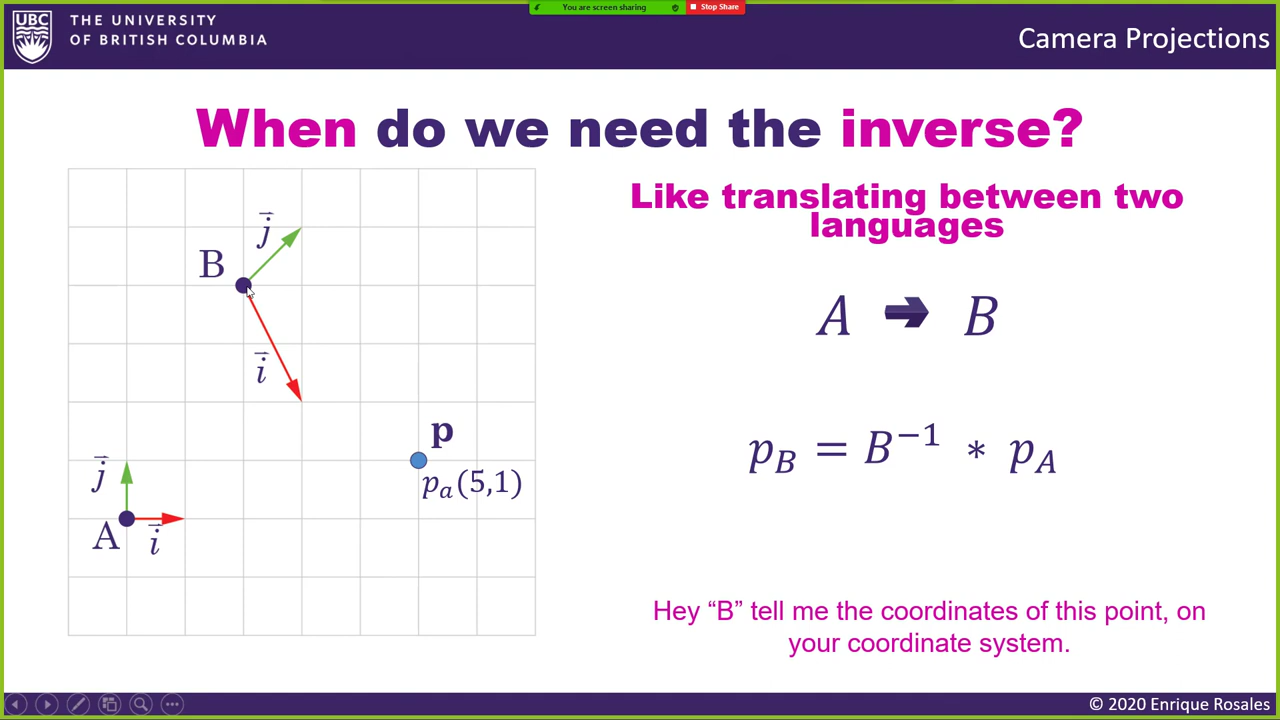 You are screen sharing
Stop Share
UBC
THE UNIVERSITY
OF BRITISH COLUMBIA
Camera Projections
When do we need the inverse?
Like translating between two
languages
j⃗
B
i⃗
A ➔ B
p
p_B = B⁻¹ * p_A
j⃗
p_a(5,1)
A
i⃗
Hey “B” tell me the coordinates of this point, on
your coordinate system.
© 2020 Enrique Rosales